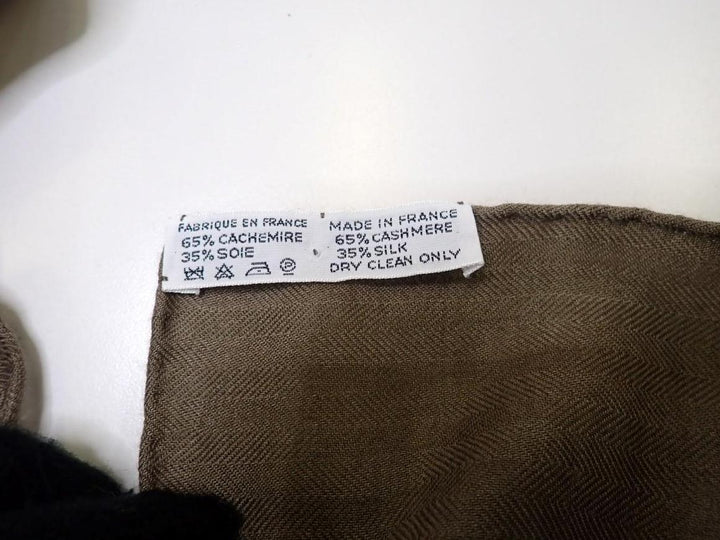 FABRIQUE EN FRANCE
65% CACHEMIRE
35% SOIE
P
MADE IN FRANCE
65% CASHMERE
35% SILK
DRY CLEAN ONLY